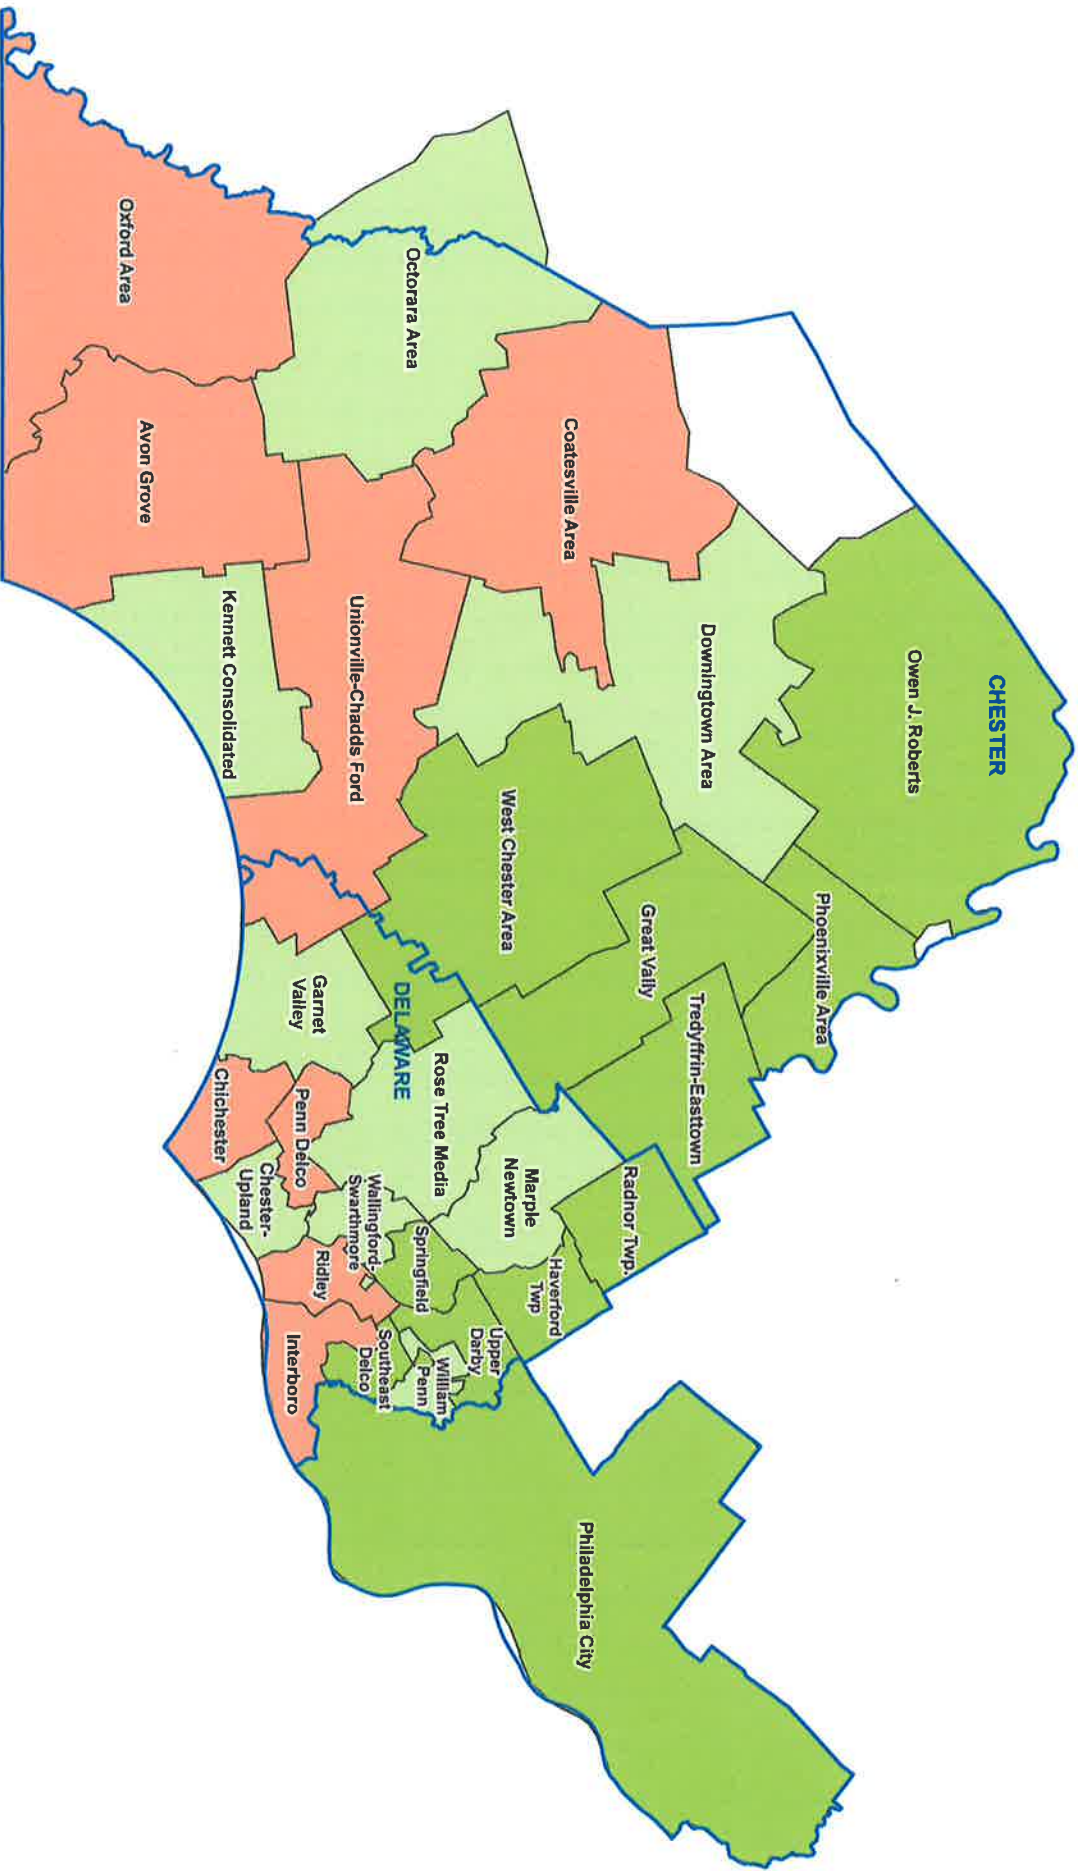 CHESTER
Owen J. Roberts
Phoenixville Area
Downingtown Area
Great Vally
Tredyffrin-Easttown
Coatesville Area
West Chester Area
Radnor Twp.
Octorara Area
Marple
Newtown
Haverford
Twp
Rose Tree Media
DELAWARE
Unionville-Chadds Ford
Springfield
Upper
Darby
William
Penn
Wallingford-
Swarthmore
Southeast
Delco
Garnet
Valley
Penn Delco
Ridley
Interboro
Kennett Consolidated
Chichester
Chester-
Upland
Avon Grove
Oxford Area
Philadelphia City